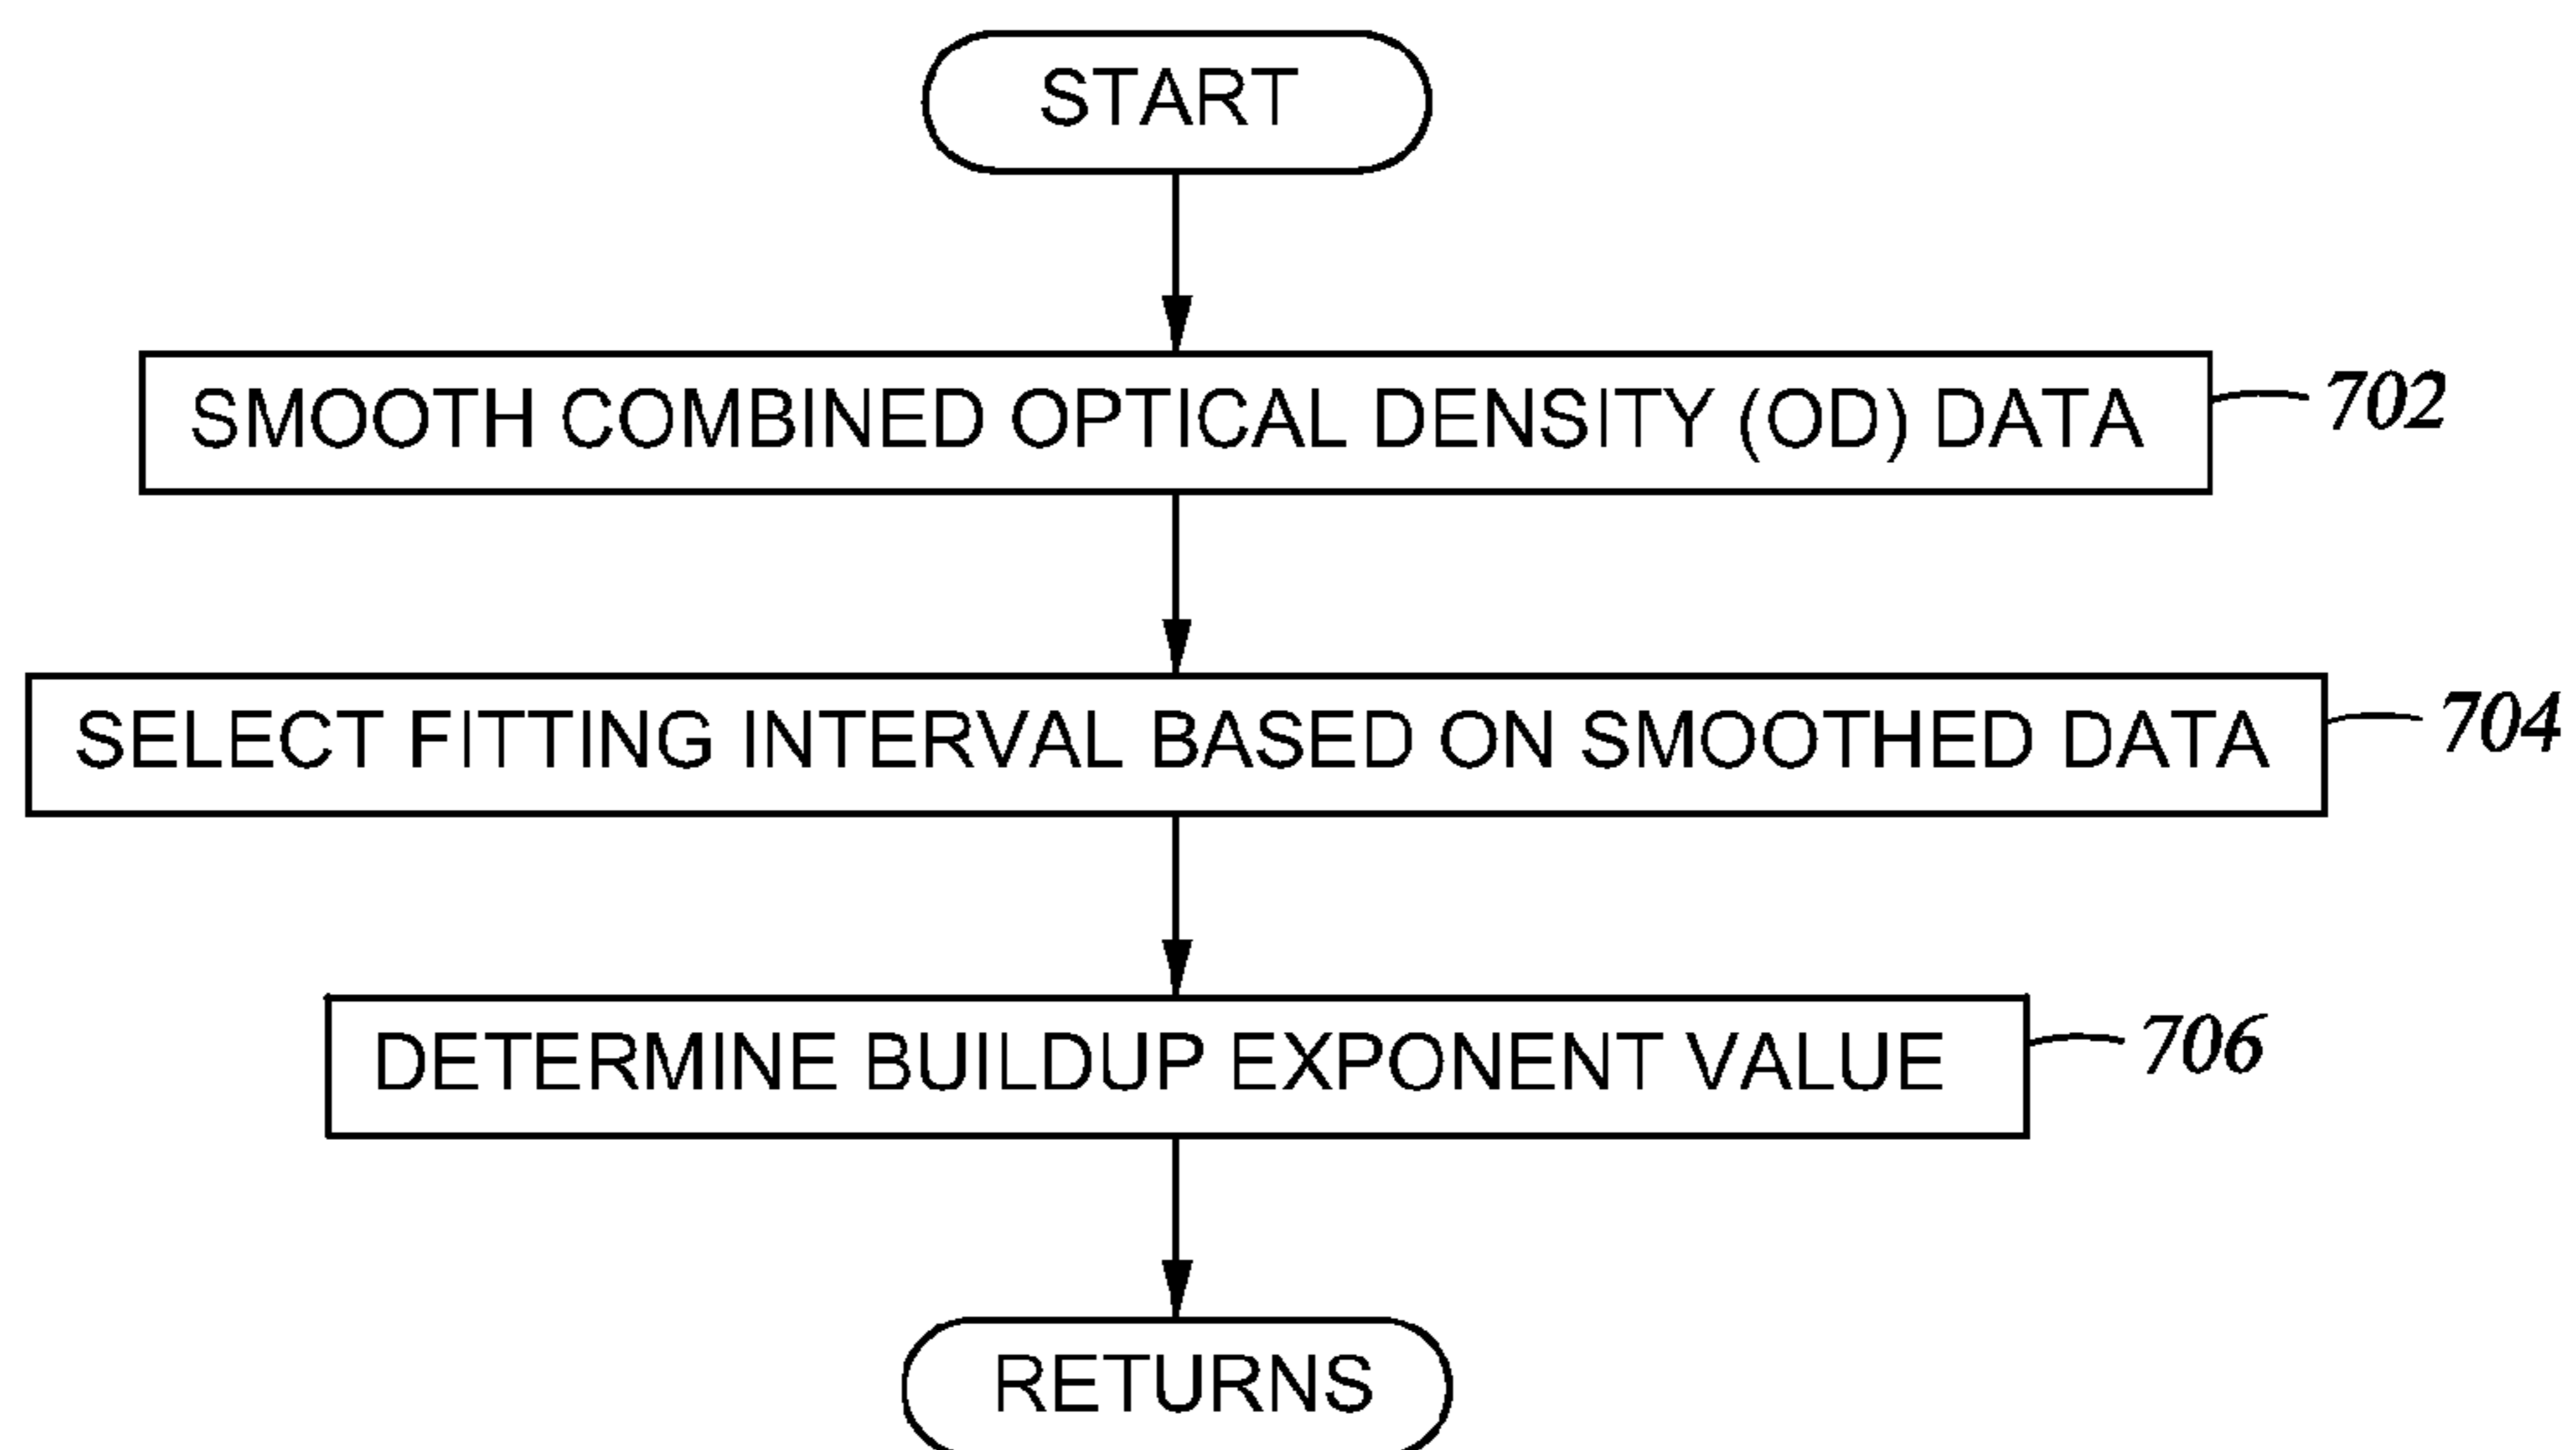 START
SMOOTH COMBINED OPTICAL DENSITY (OD) DATA
702
SELECT FITTING INTERVAL BASED ON SMOOTHED DATA
704
DETERMINE BUILDUP EXPONENT VALUE
706
RETURNS